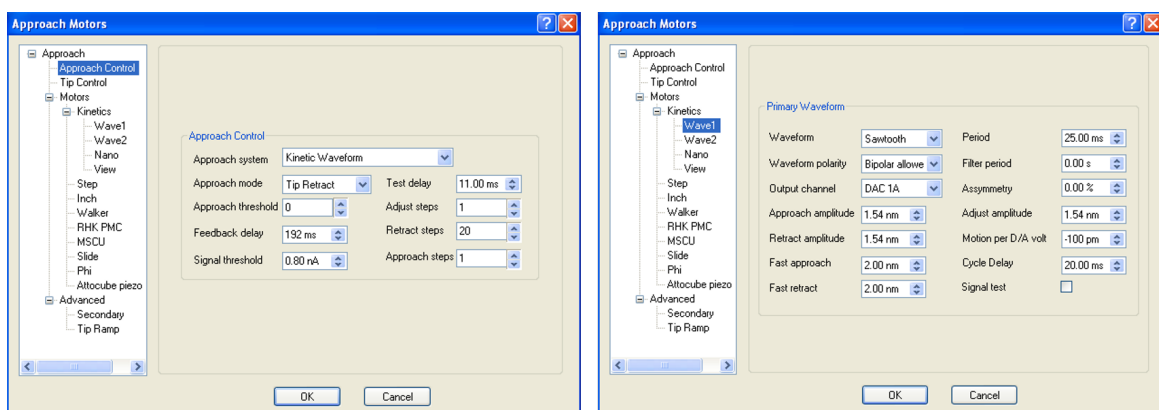 Approach Motors
Approach
Approach Control
Tip Control
Motors
Kinetics
Wave1
Wave2
Nano
View
Step
Inch
Walker
RHK PMC
MSCU
Slide
Phi
Attocube piezo
Advanced
Secondary
Tip Ramp
Approach Control
Approach system Kinetic Waveform
Approach mode Tip Retract Test delay 11.00 ms
Approach threshold 0 Adjust steps 1
Feedback delay 192 ms Retract steps 20
Signal threshold 0.80 nA Approach steps 1
OK Cancel
Approach Motors
Approach
Approach Control
Tip Control
Motors
Kinetics
Wave1
Wave2
Nano
View
Step
Inch
Walker
RHK PMC
MSCU
Slide
Phi
Attocube piezo
Advanced
Secondary
Tip Ramp
Primary Waveform
Waveform Sawtooth Period 25.00 ms
Waveform polarity Bipolar allowe Filter period 0.00 s
Output channel DAC 1A Assymetry 0.00 %
Approach amplitude 1.54 nm Adjust amplitude 1.54 nm
Retract amplitude 1.54 nm Motion per D/A volt -100 pm
Fast approach 2.00 nm Cycle Delay 20.00 ms
Fast retract 2.00 nm Signal test
OK Cancel